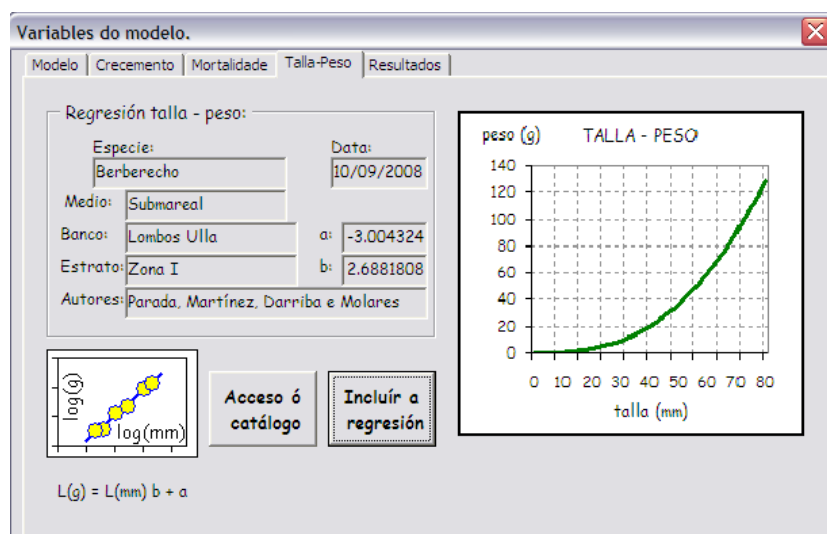 Variables do modelo.
Modelo Crecemento Mortalidade Talla-Peso Resultados
Regresión talla - peso:
Especie: Data:
Berberecho 10/09/2008
Medio: Submareal
Banco: Lombos Ulla a: -3.004324
Estrato: Zona I b: 2.6881808
Autores: Parada, Martínez, Darriba e Molares
log(g)
log(mm)
Acceso ó
catálogo
Incluír a
regresión
L(g) = L(mm) b + a
peso (g) TALLA - PESO
140
120
100
80
60
40
20
0
0 10 20 30 40 50 60 70 80
talla (mm)